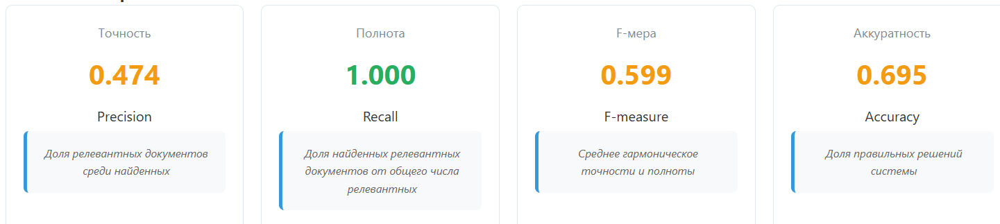 Точность
0.474
Precision
Доля релевантных документов
среди найденных
Полнота
1.000
Recall
Доля найденных релевантных
документов от общего числа
релевантных
F-мера
0.599
F-measure
Среднее гармоническое
точности и полноты
Аккуратность
0.695
Accuracy
Доля правильных решений
системы